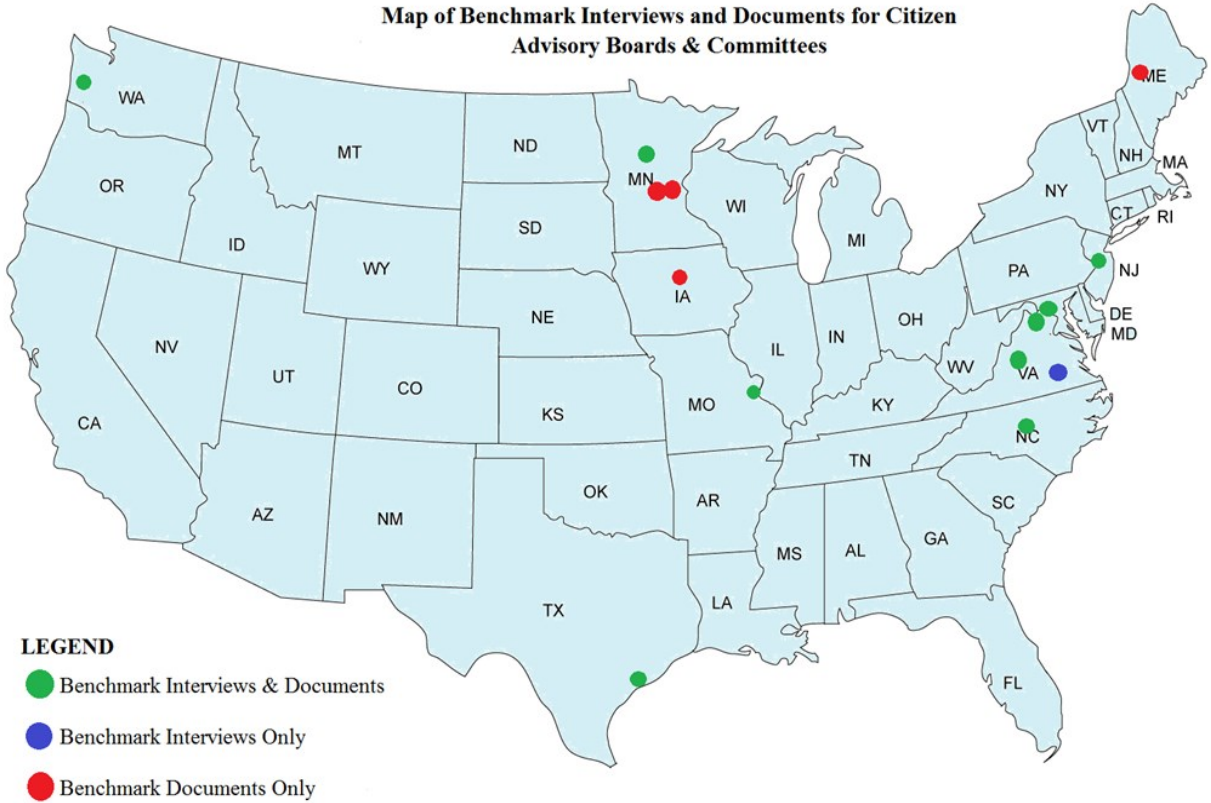 Map of Benchmark Interviews and Documents for Citizen
Advisory Boards & Committees
WA
MT
ND
MN
ME
VT
NH
MA
OR
ID
SD
WI
MI
NY
CT
RI
WY
IA
PA
NJ
NE
NV
UT
CO
KS
MO
IL
IN
OH
WV
VA
DE
MD
CA
KY
NC
TN
AZ
NM
OK
AR
SC
MS
AL
GA
TX
LA
FL
LEGEND
Benchmark Interviews & Documents
Benchmark Interviews Only
Benchmark Documents Only